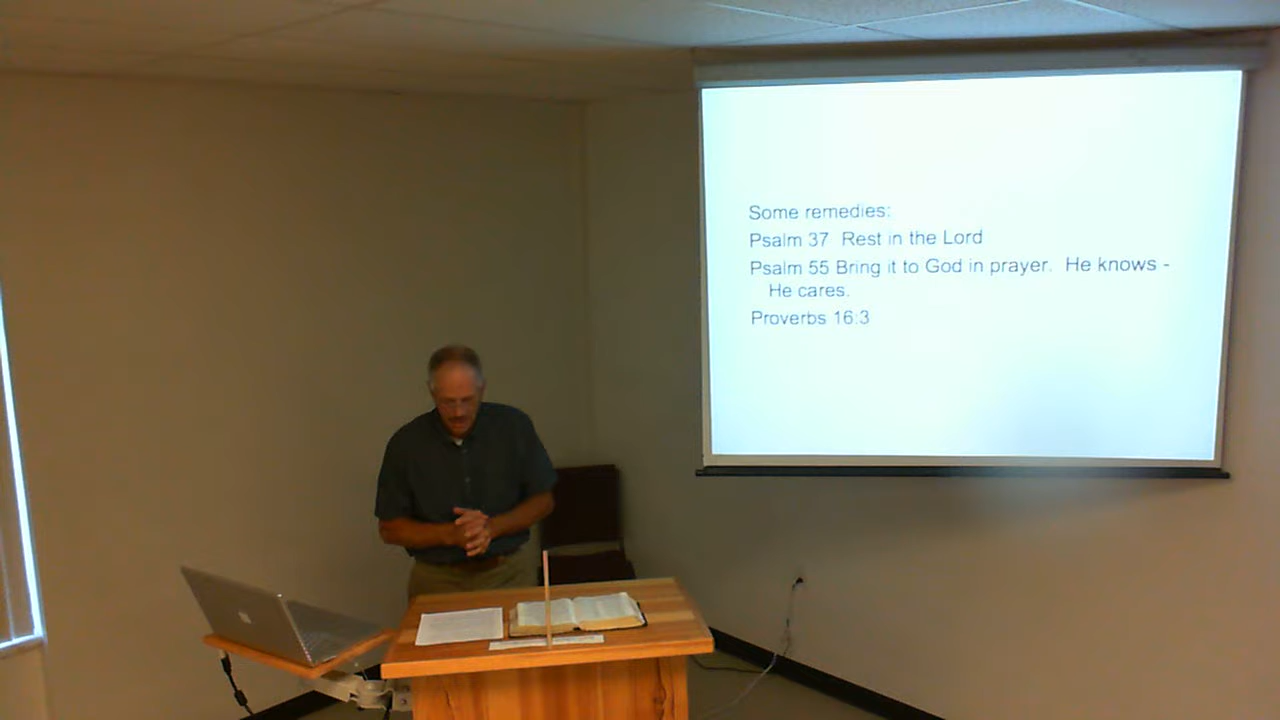 Some remedies:
Psalm 37 Rest in the Lord
Psalm 55 Bring it to God in prayer. He knows -
He cares.
Proverbs 16:3